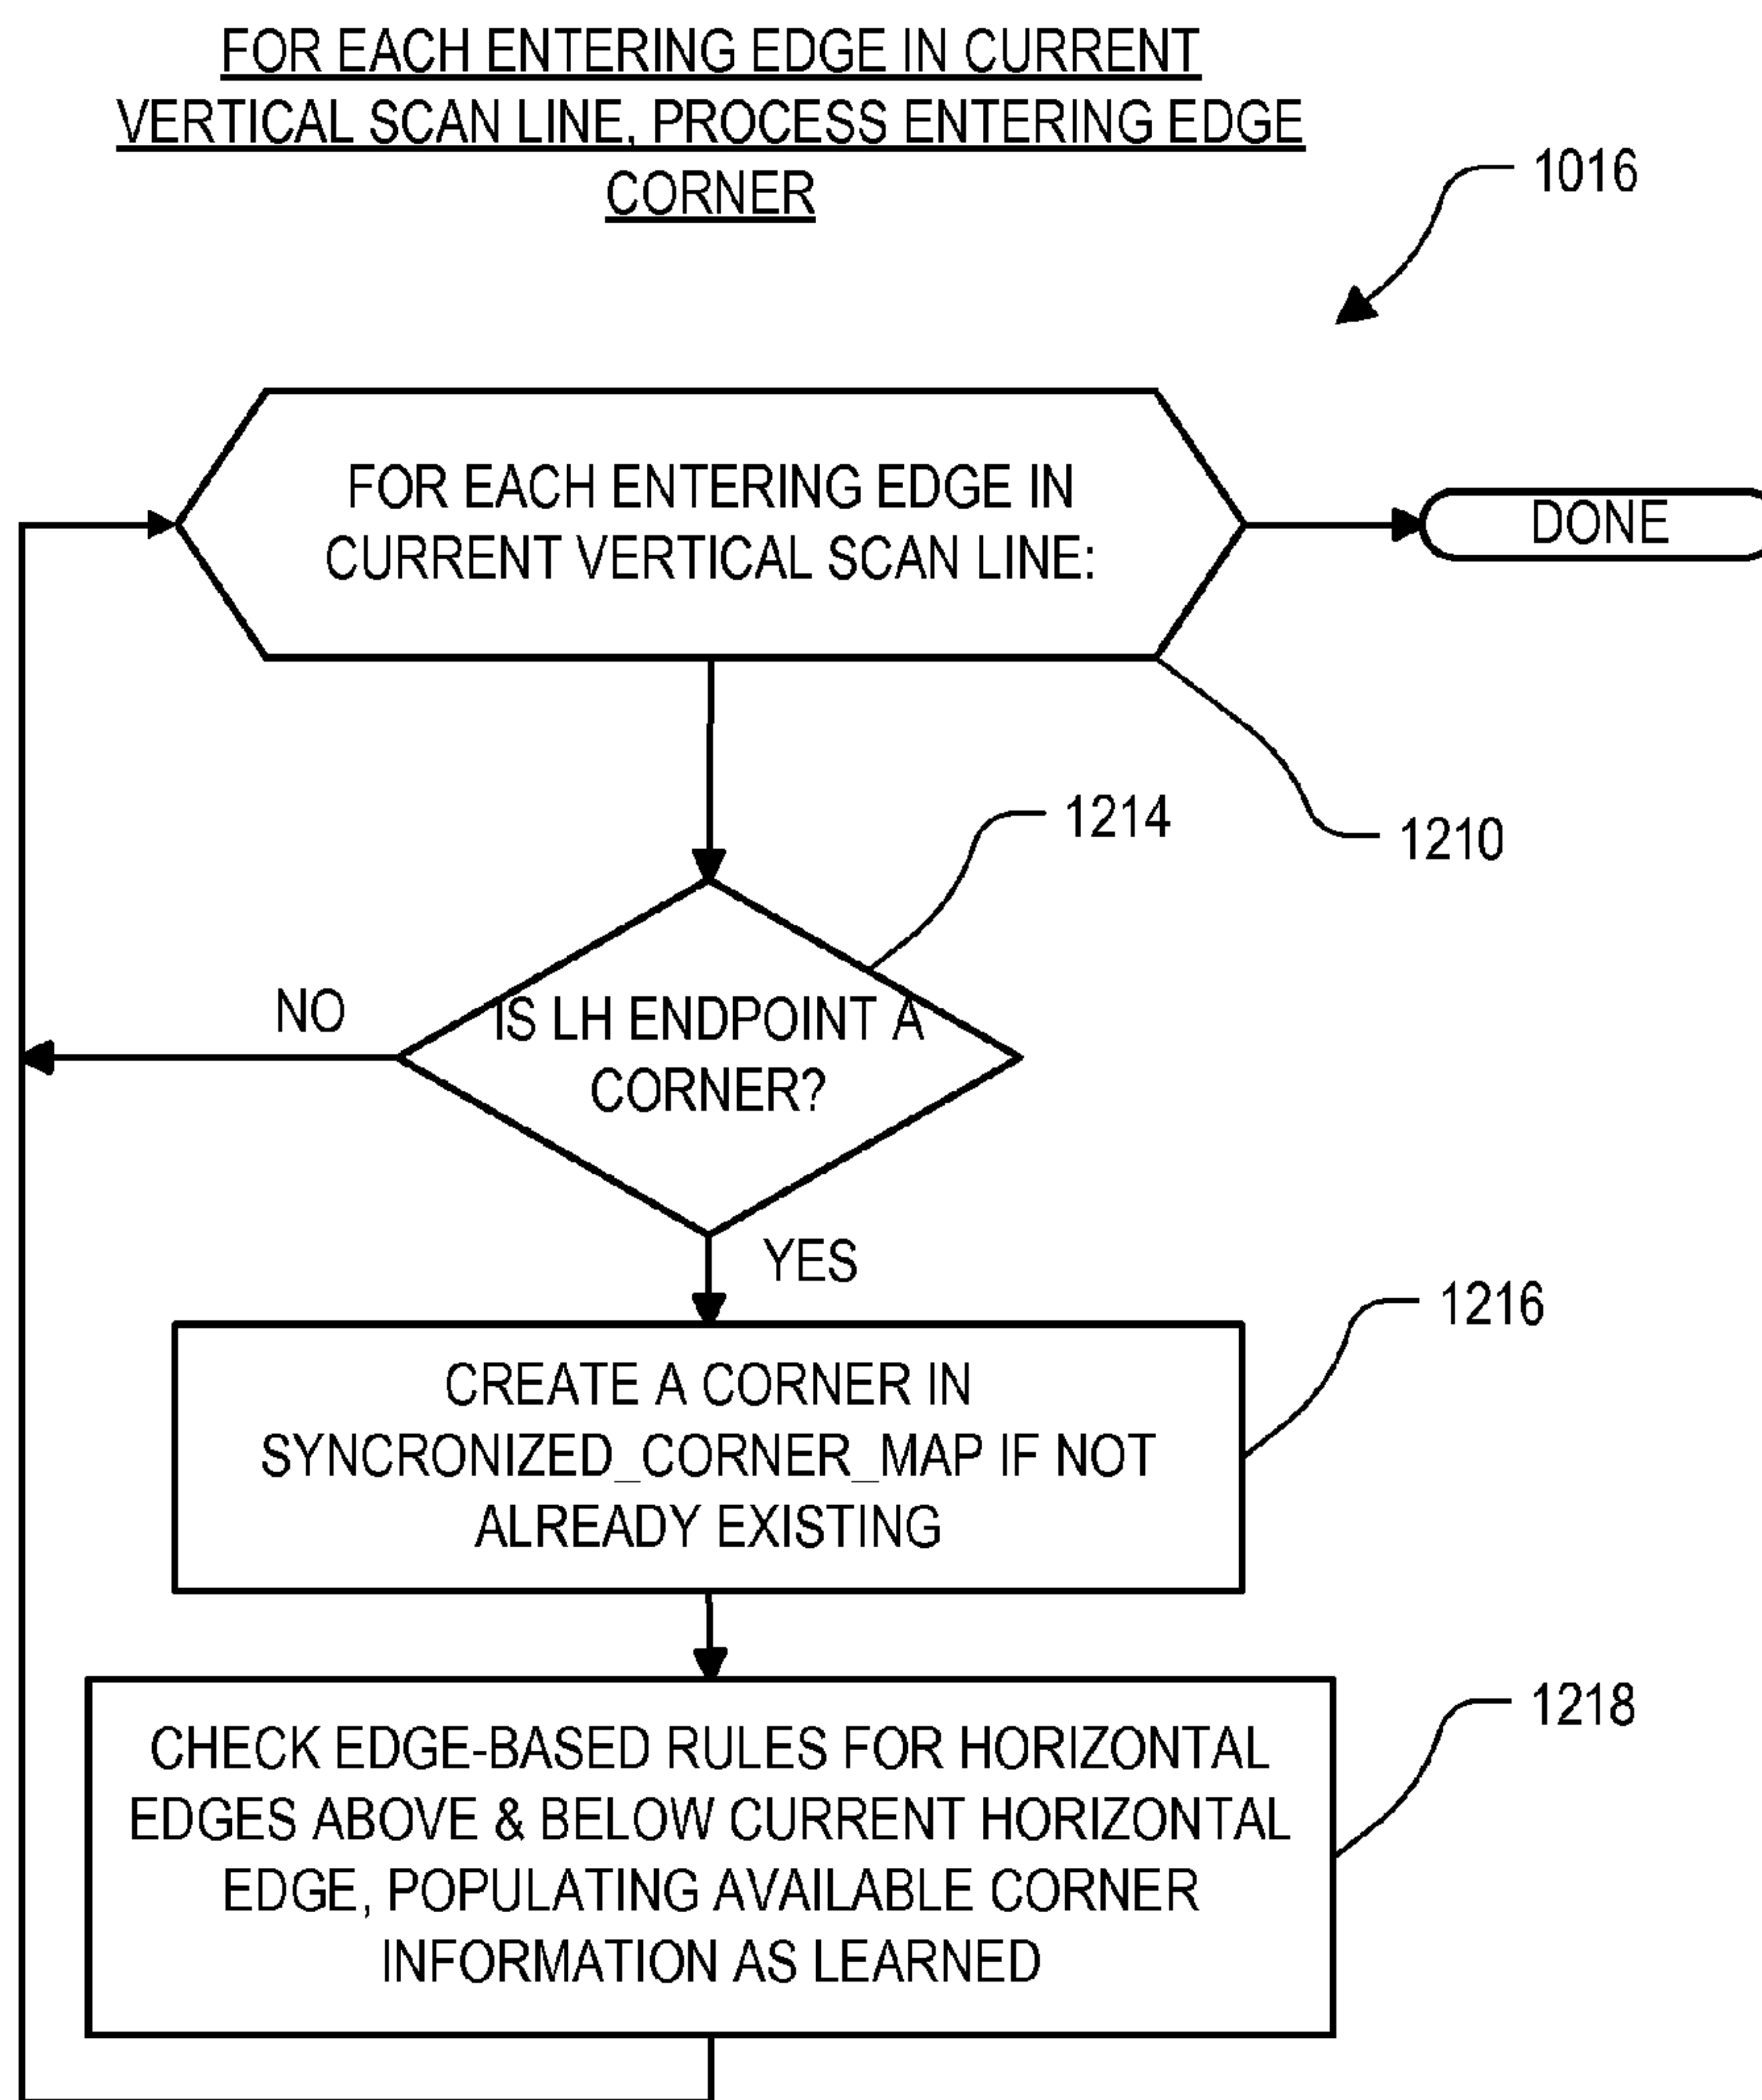 FOR EACH ENTERING EDGE IN CURRENT
VERTICAL SCAN LINE, PROCESS ENTERING EDGE
CORNER
1016
FOR EACH ENTERING EDGE IN
CURRENT VERTICAL SCAN LINE:
DONE
1214
1210
NO
IS LH ENDPOINT A
CORNER?
YES
1216
CREATE A CORNER IN
SYNCRONIZED_CORNER_MAP IF NOT
ALREADY EXISTING
1218
CHECK EDGE-BASED RULES FOR HORIZONTAL
EDGES ABOVE & BELOW CURRENT HORIZONTAL
EDGE, POPULATING AVAILABLE CORNER
INFORMATION AS LEARNED